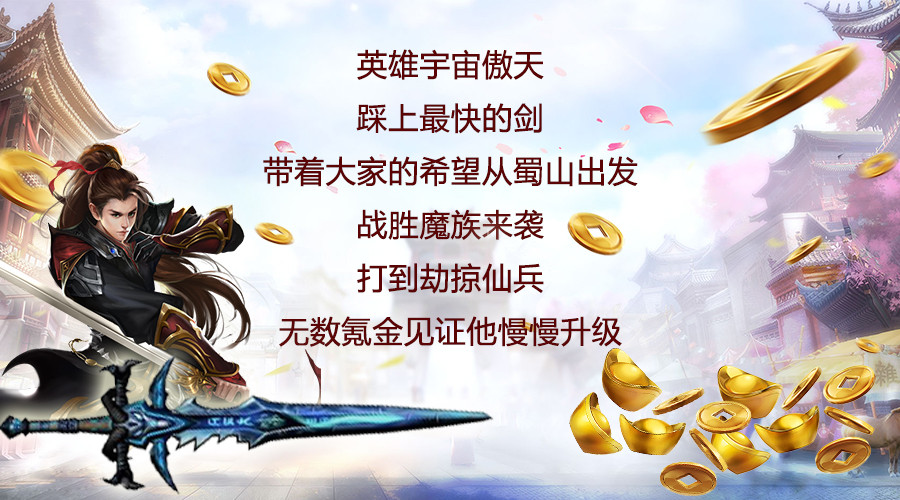 英雄宇宙傲天
踩上最快的剑
带着大家的希望从蜀山出发
战胜魔族来袭
打到劫掠仙兵
无数氪金见证他慢慢升级